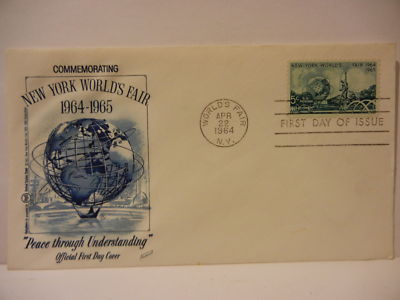 COMMEMORATING
NEW YORK WORLD'S FAIR
1964-1965
"Peace through Understanding"
Official First Day Cover
WORLD'S FAIR
APR
22
1964
N.Y.
NEW YORK WORLD'S FAIR 1964
1965
5¢
FIRST DAY OF ISSUE